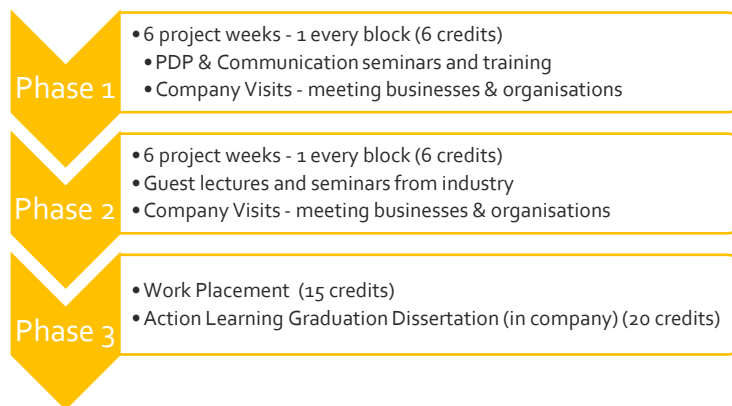 Phase 1
•6 project weeks - 1 every block (6 credits)
•PDP & Communication seminars and training
•Company Visits - meeting businesses & organisations
Phase 2
•6 project weeks - 1 every block (6 credits)
•Guest lectures and seminars from industry
•Company Visits - meeting businesses & organisations
Phase 3
•Work Placement (15 credits)
•Action Learning Graduation Dissertation (in company) (20 credits)